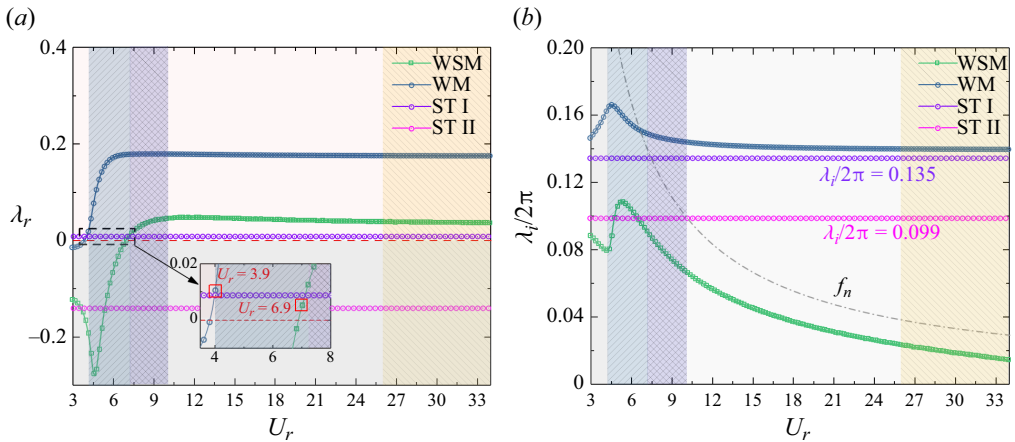 (a)
0.4
0.2
0
−0.2
λr
3 6 9 12 15 18 21 24 27 30 33
Ur
WSM
WM
ST I
ST II
0.02
0
4 6 8
Ur = 3.9
Ur = 6.9
(b)
0.20
0.16
0.12
0.08
0.04
0
λi/2π
3 6 9 12 15 18 21 24 27 30 33
Ur
WSM
WM
ST I
ST II
λi/2π = 0.135
λi/2π = 0.099
fn